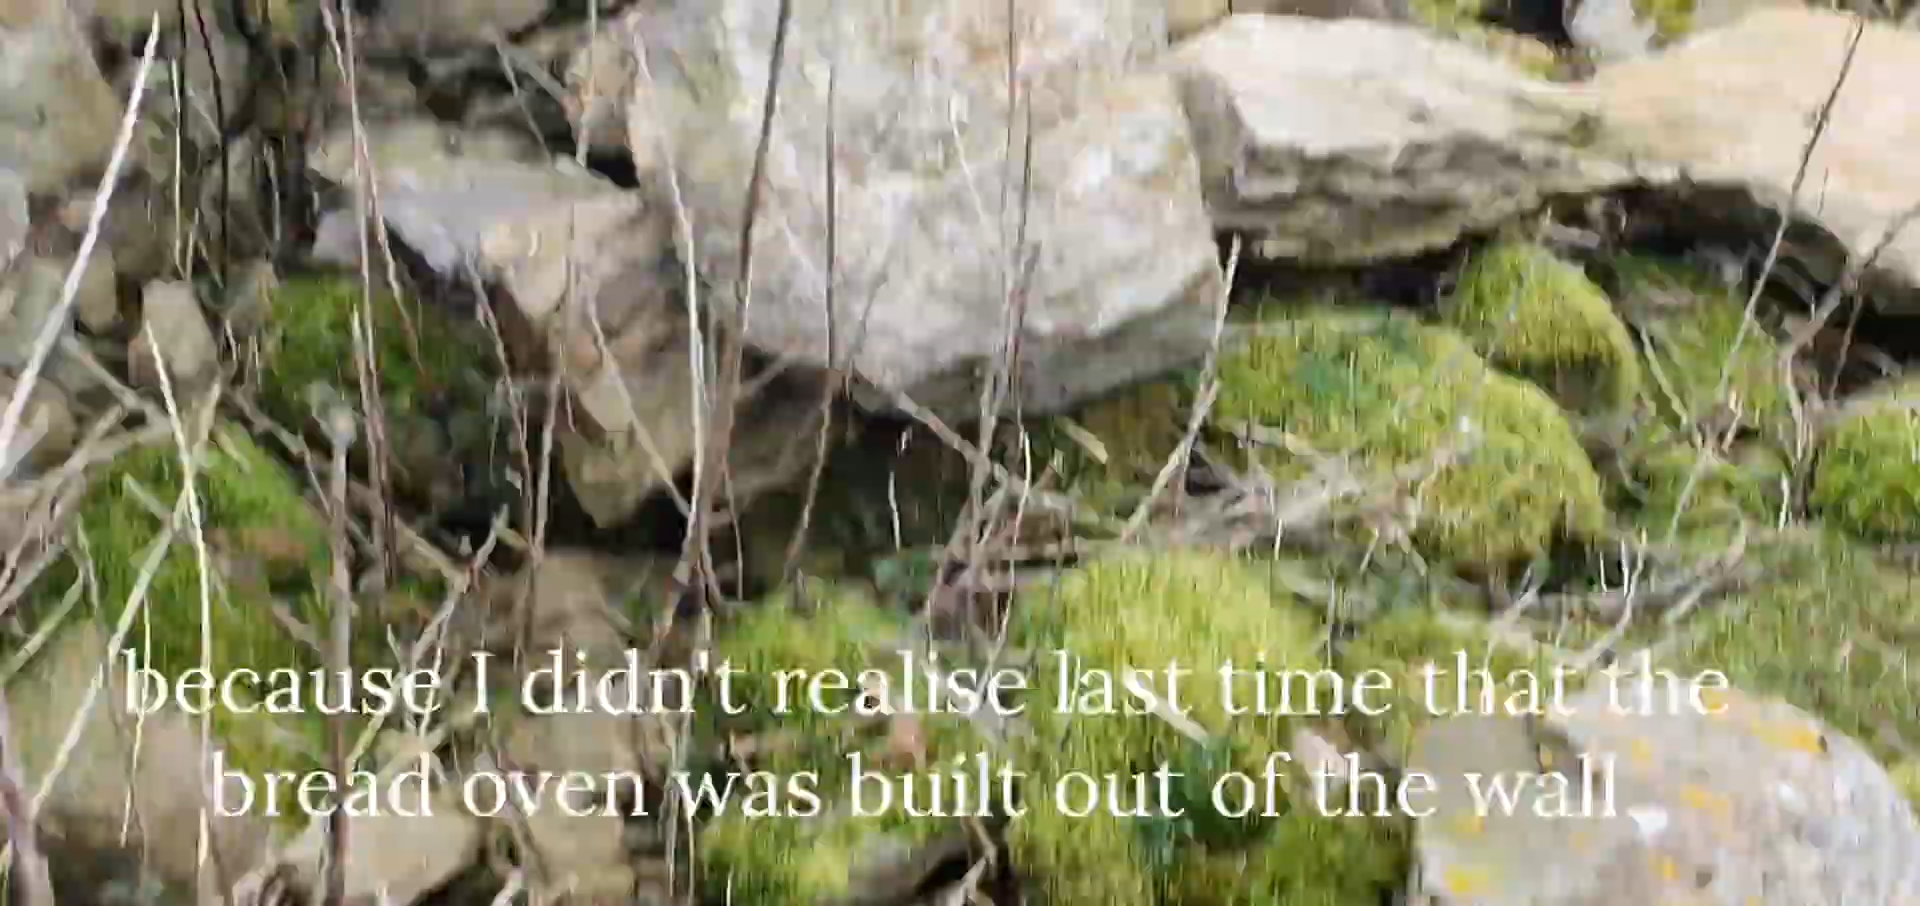 because I didn't realise last time that the
bread oven was built out of the wall,